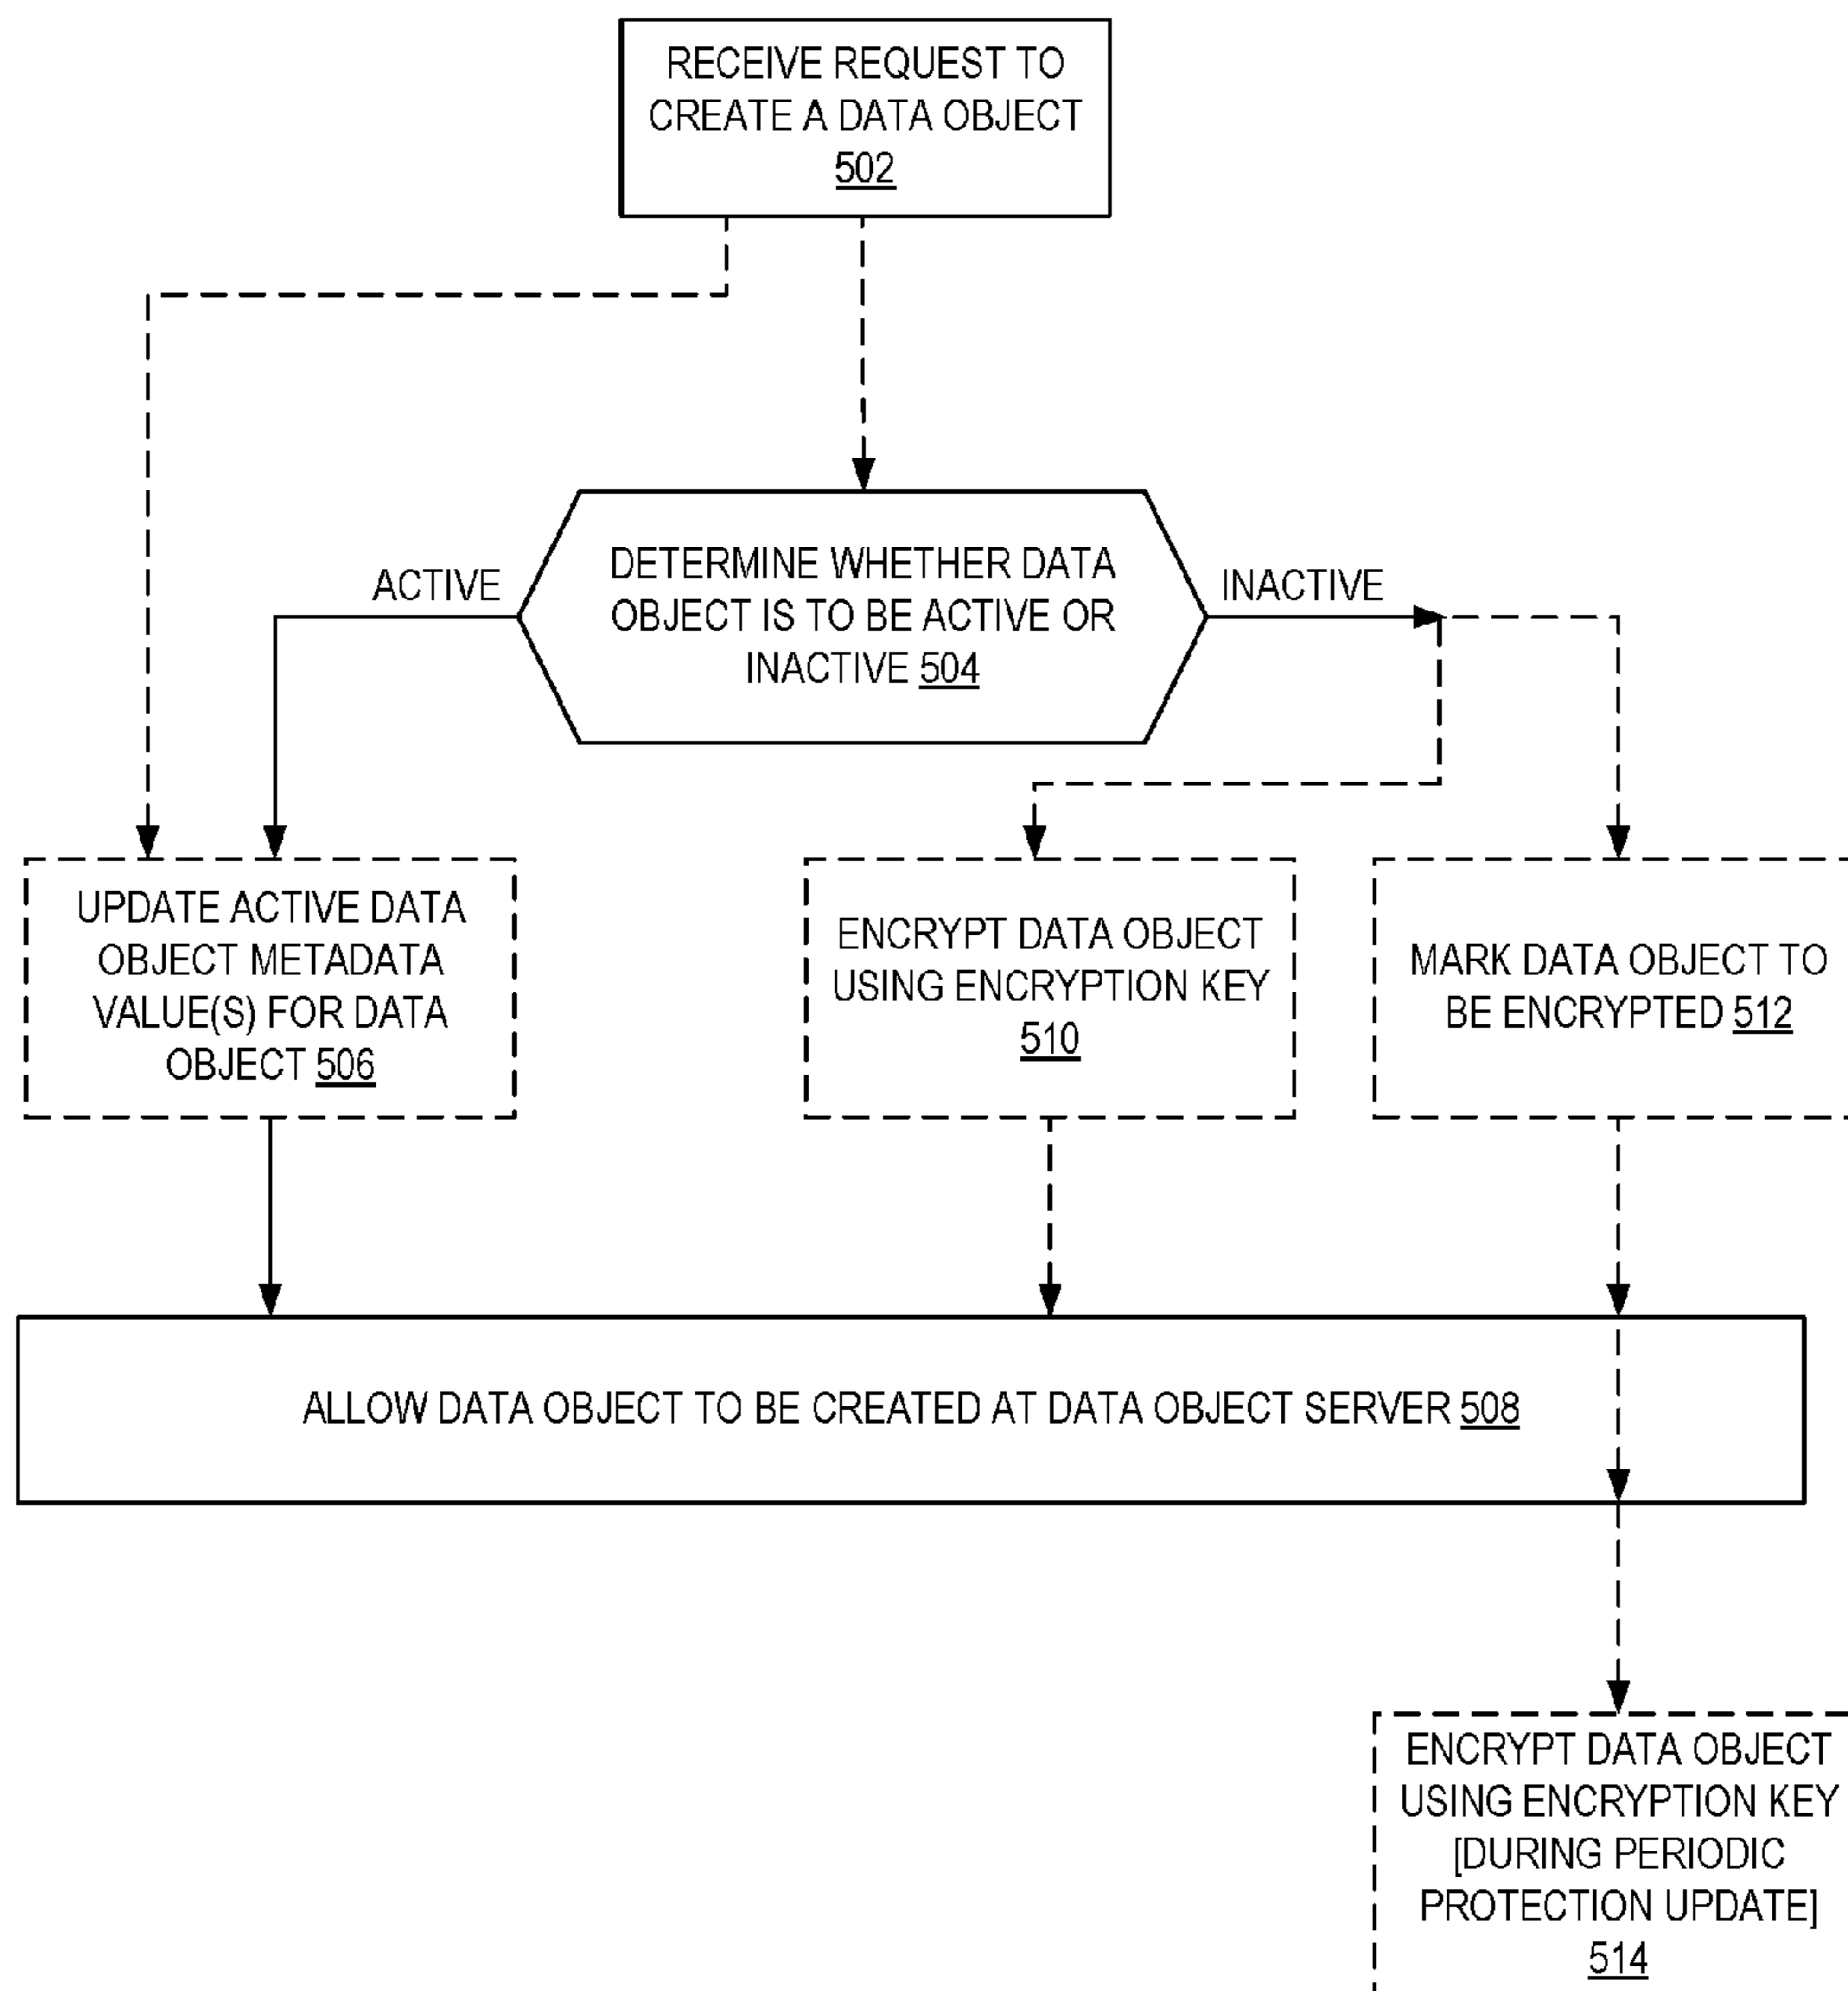 RECEIVE REQUEST TO
CREATE A DATA OBJECT
502
DETERMINE WHETHER DATA
OBJECT IS TO BE ACTIVE OR
INACTIVE 504
ACTIVE
INACTIVE
UPDATE ACTIVE DATA
OBJECT METADATA
VALUE(S) FOR DATA
OBJECT 506
ENCRYPT DATA OBJECT
USING ENCRYPTION KEY
510
MARK DATA OBJECT TO
BE ENCRYPTED 512
ALLOW DATA OBJECT TO BE CREATED AT DATA OBJECT SERVER 508
ENCRYPT DATA OBJECT
USING ENCRYPTION KEY
[DURING PERIODIC
PROTECTION UPDATE]
514